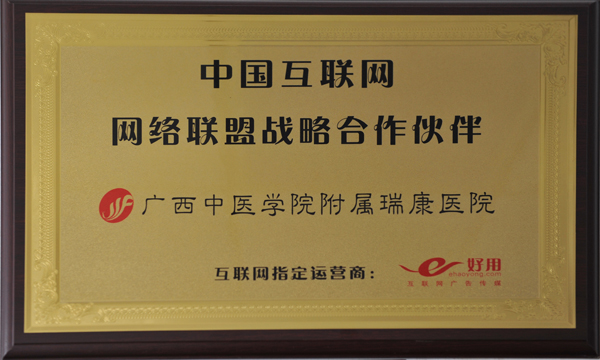 中国互联网
网络联盟战略合作伙伴
广西中医学院附属瑞康医院
互联网指定运营商：
好用
ehaoyong.com
互联网广告传媒